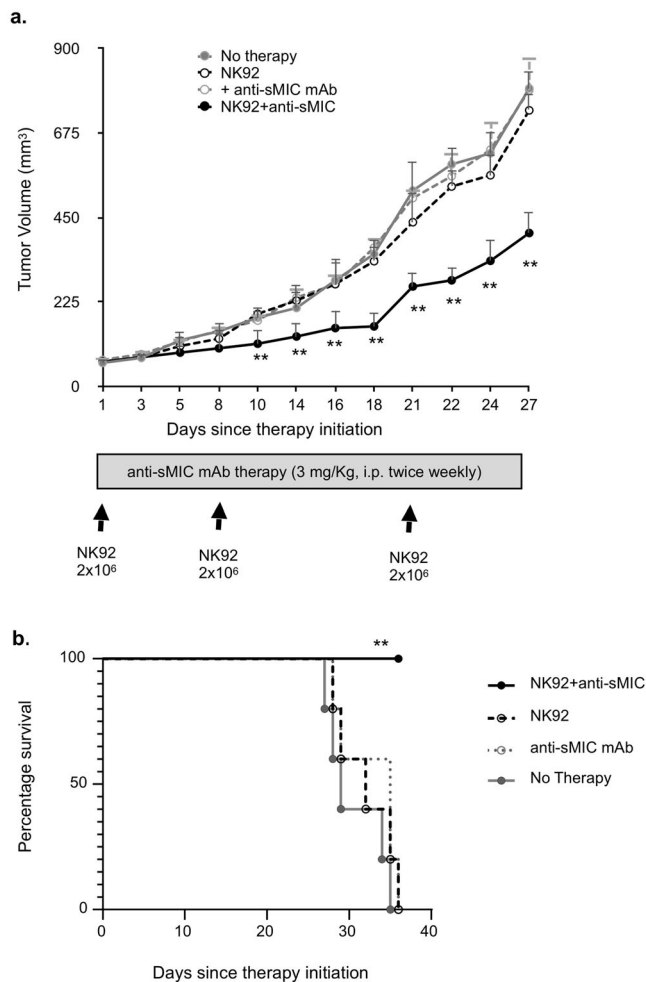 a.
900
675
450
225
0
Tumor Volume (mm³)
No therapy
NK92
+ anti-sMIC mAb
NK92+anti-sMIC
** ** ** ** ** ** ** **
1 3 5 8 10 14 16 18 21 22 24 27
Days since therapy initiation
anti-sMIC mAb therapy (3 mg/Kg, i.p. twice weekly)
NK92 NK92 NK92
2x10⁶ 2x10⁶ 2x10⁶
b.
**
100
50
0
Percentage survival
0 10 20 30 40
Days since therapy initiation
NK92+anti-sMIC
NK92
anti-sMIC mAb
No Therapy